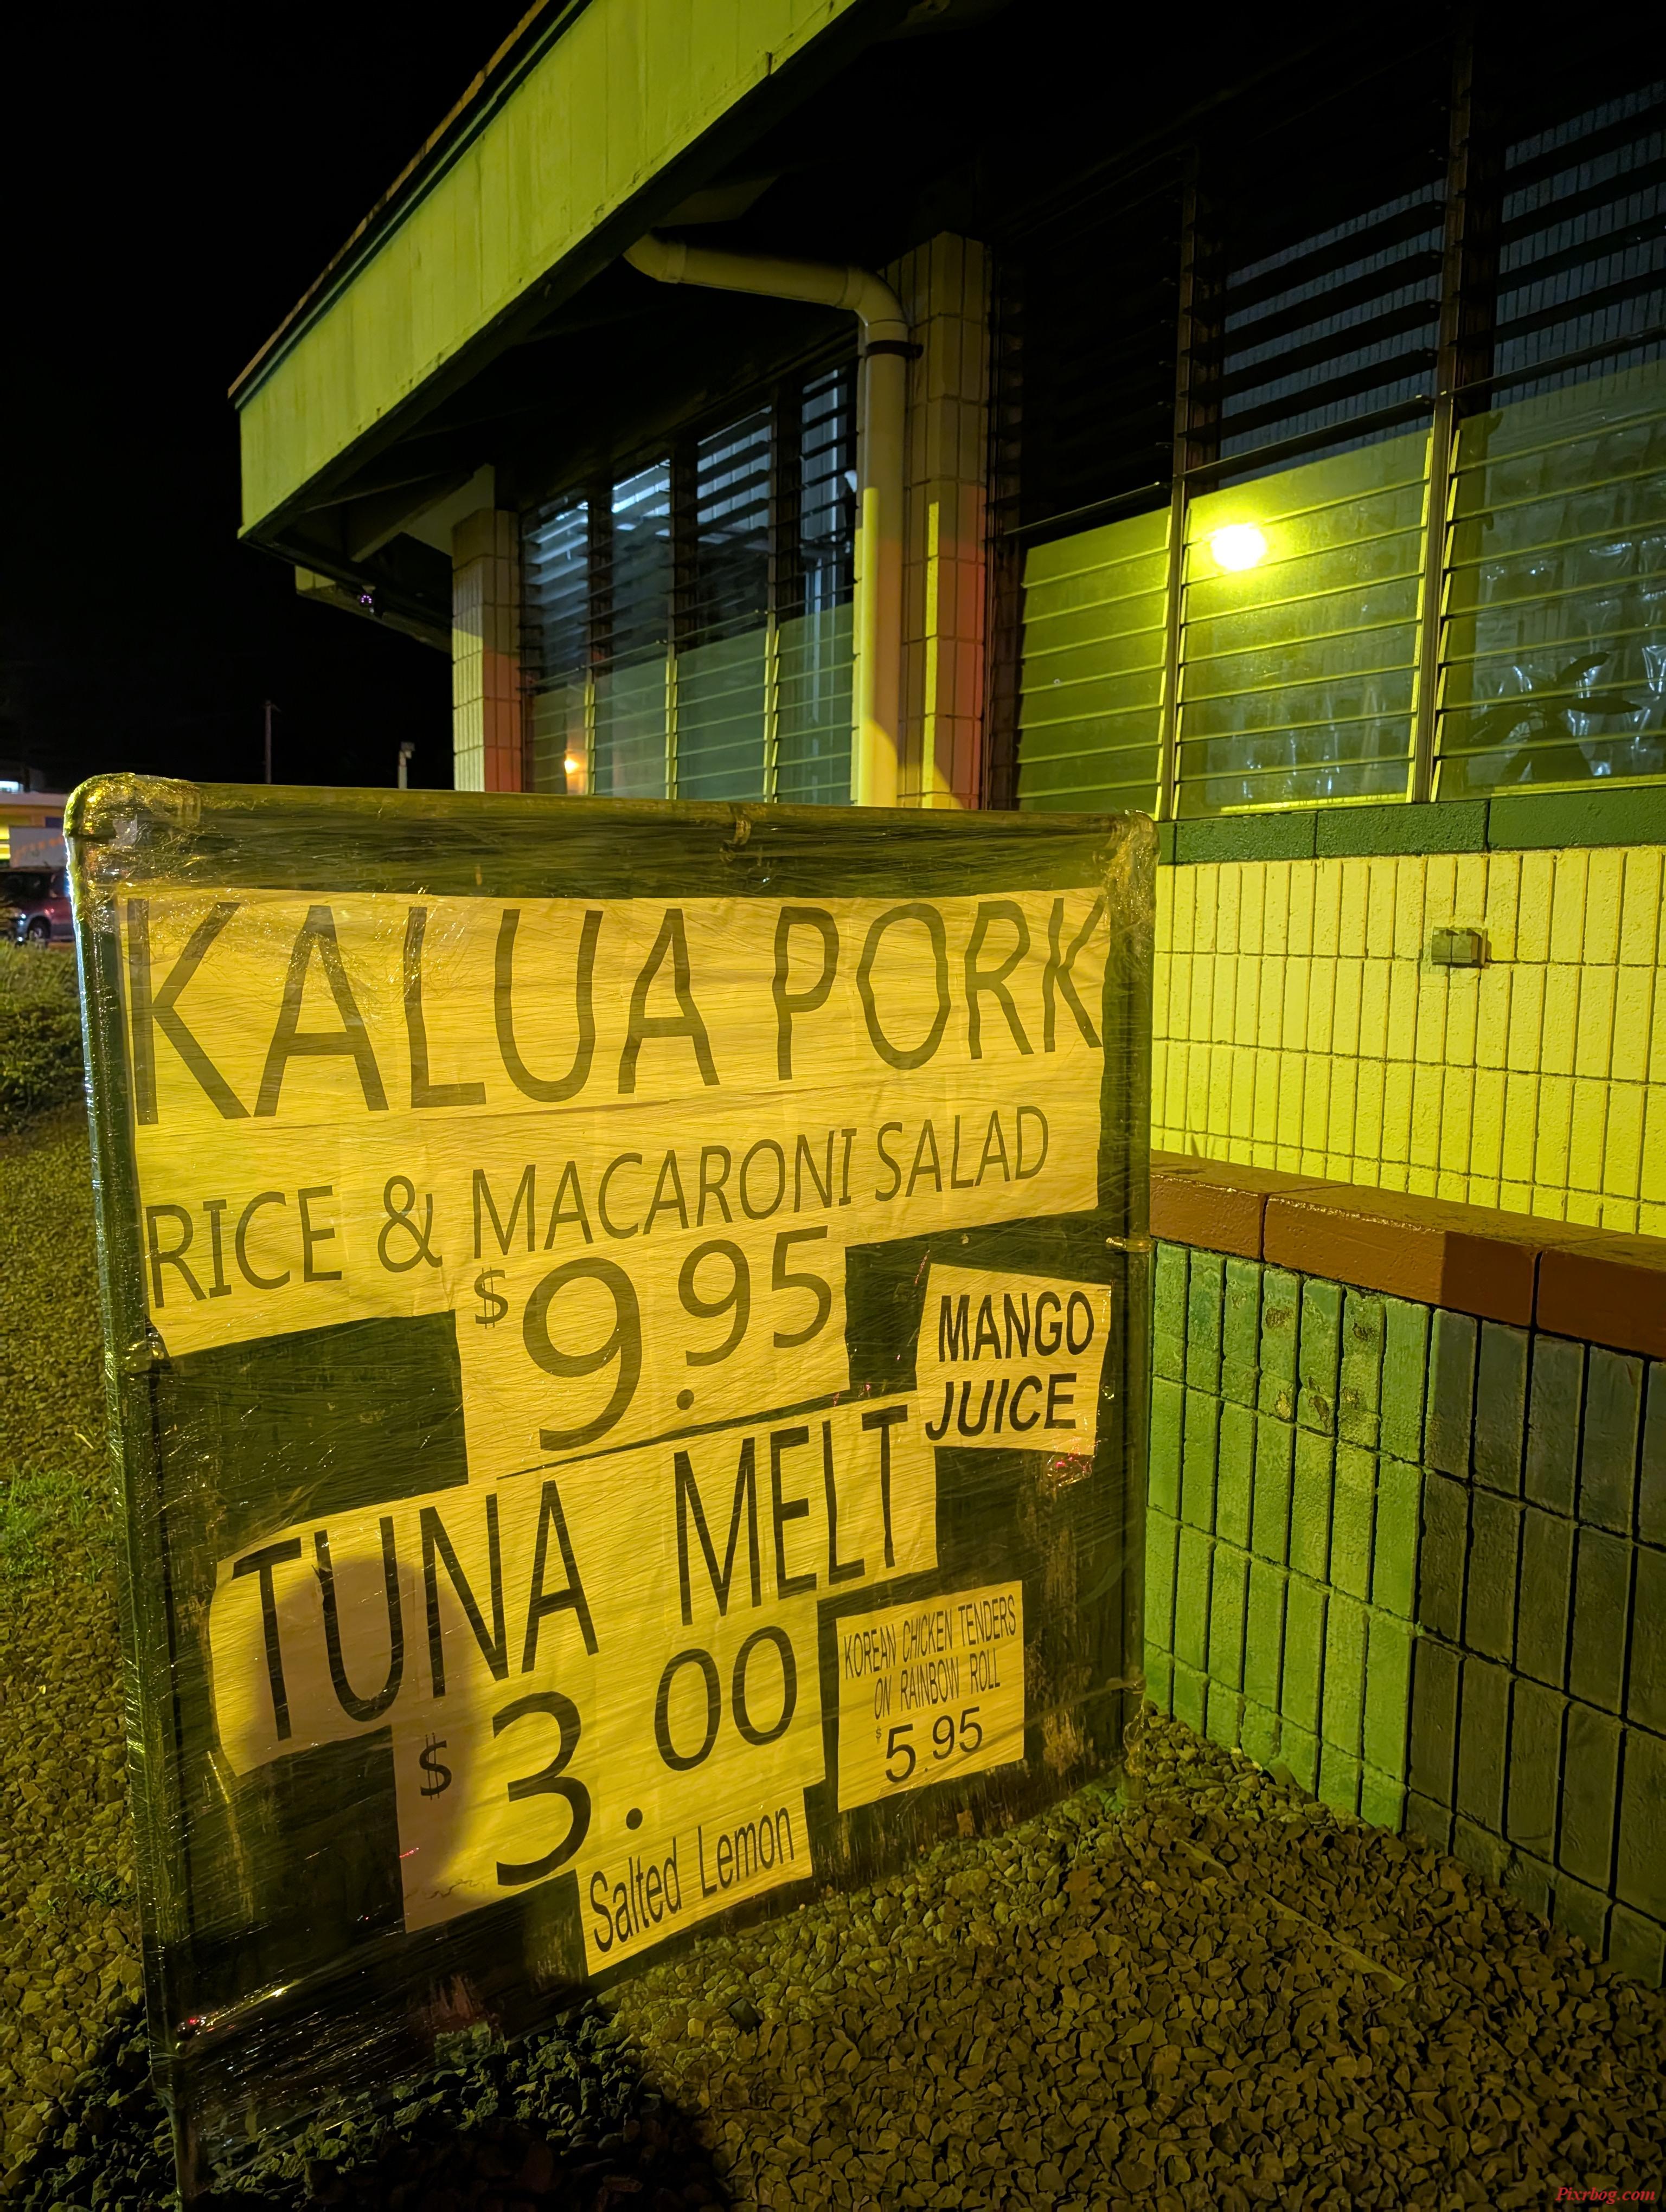 KALUA PORK
RICE & MACARONI SALAD
$9.95
MANGO
JUICE
TUNA MELT
$3.00
KOREAN CHICKEN TENDERS
ON RAINBOW ROLL
$5.95
Salted Lemon
Pixrbog.com